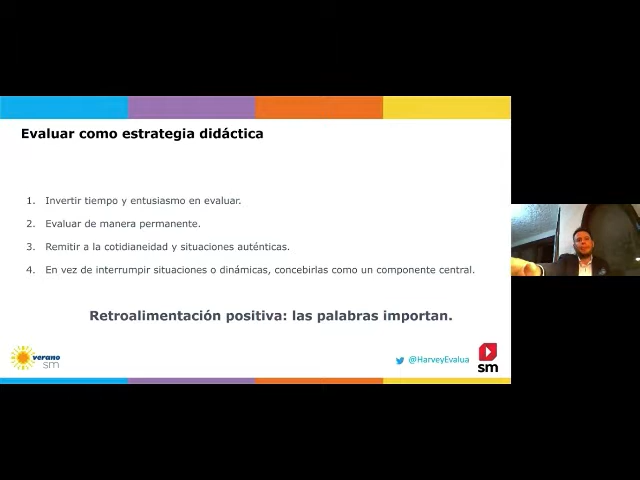 Evaluar como estrategia didáctica
1. Invertir tiempo y entusiasmo en evaluar.
2. Evaluar de manera permanente.
3. Remitir a la cotidianeidad y situaciones auténticas.
4. En vez de interrumpir situaciones o dinámicas, concebirlas como un componente central.
Retroalimentación positiva: las palabras importan.
verano
sm
@HarveyEvalua
sm